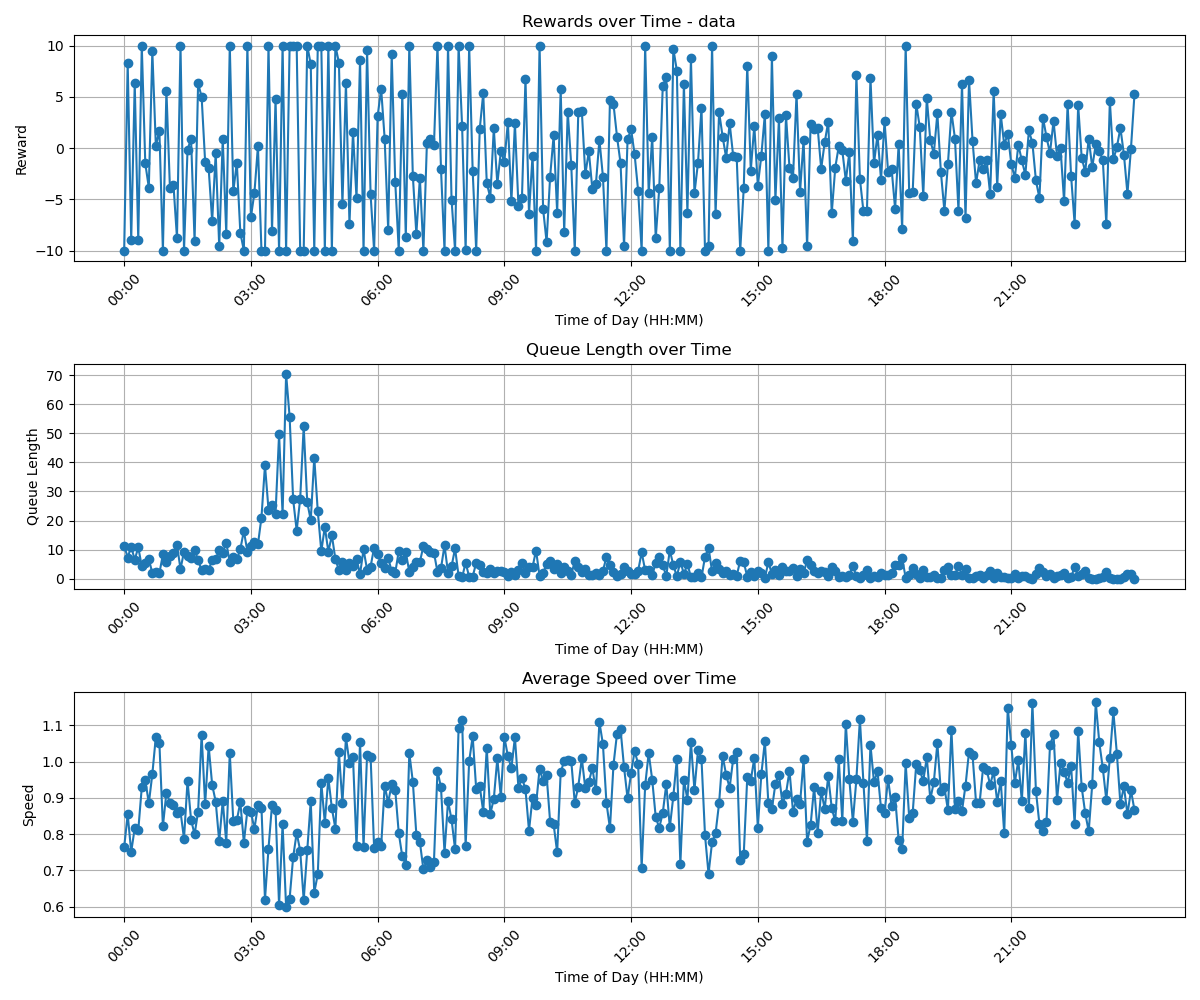 Rewards over Time - data
Reward
10
5
0
−5
−10
00:00 03:00 06:00 09:00 12:00 15:00 18:00 21:00
Time of Day (HH:MM)
Queue Length over Time
Queue Length
70
60
50
40
30
20
10
0
00:00 03:00 06:00 09:00 12:00 15:00 18:00 21:00
Time of Day (HH:MM)
Average Speed over Time
Speed
1.1
1.0
0.9
0.8
0.7
0.6
00:00 03:00 06:00 09:00 12:00 15:00 18:00 21:00
Time of Day (HH:MM)